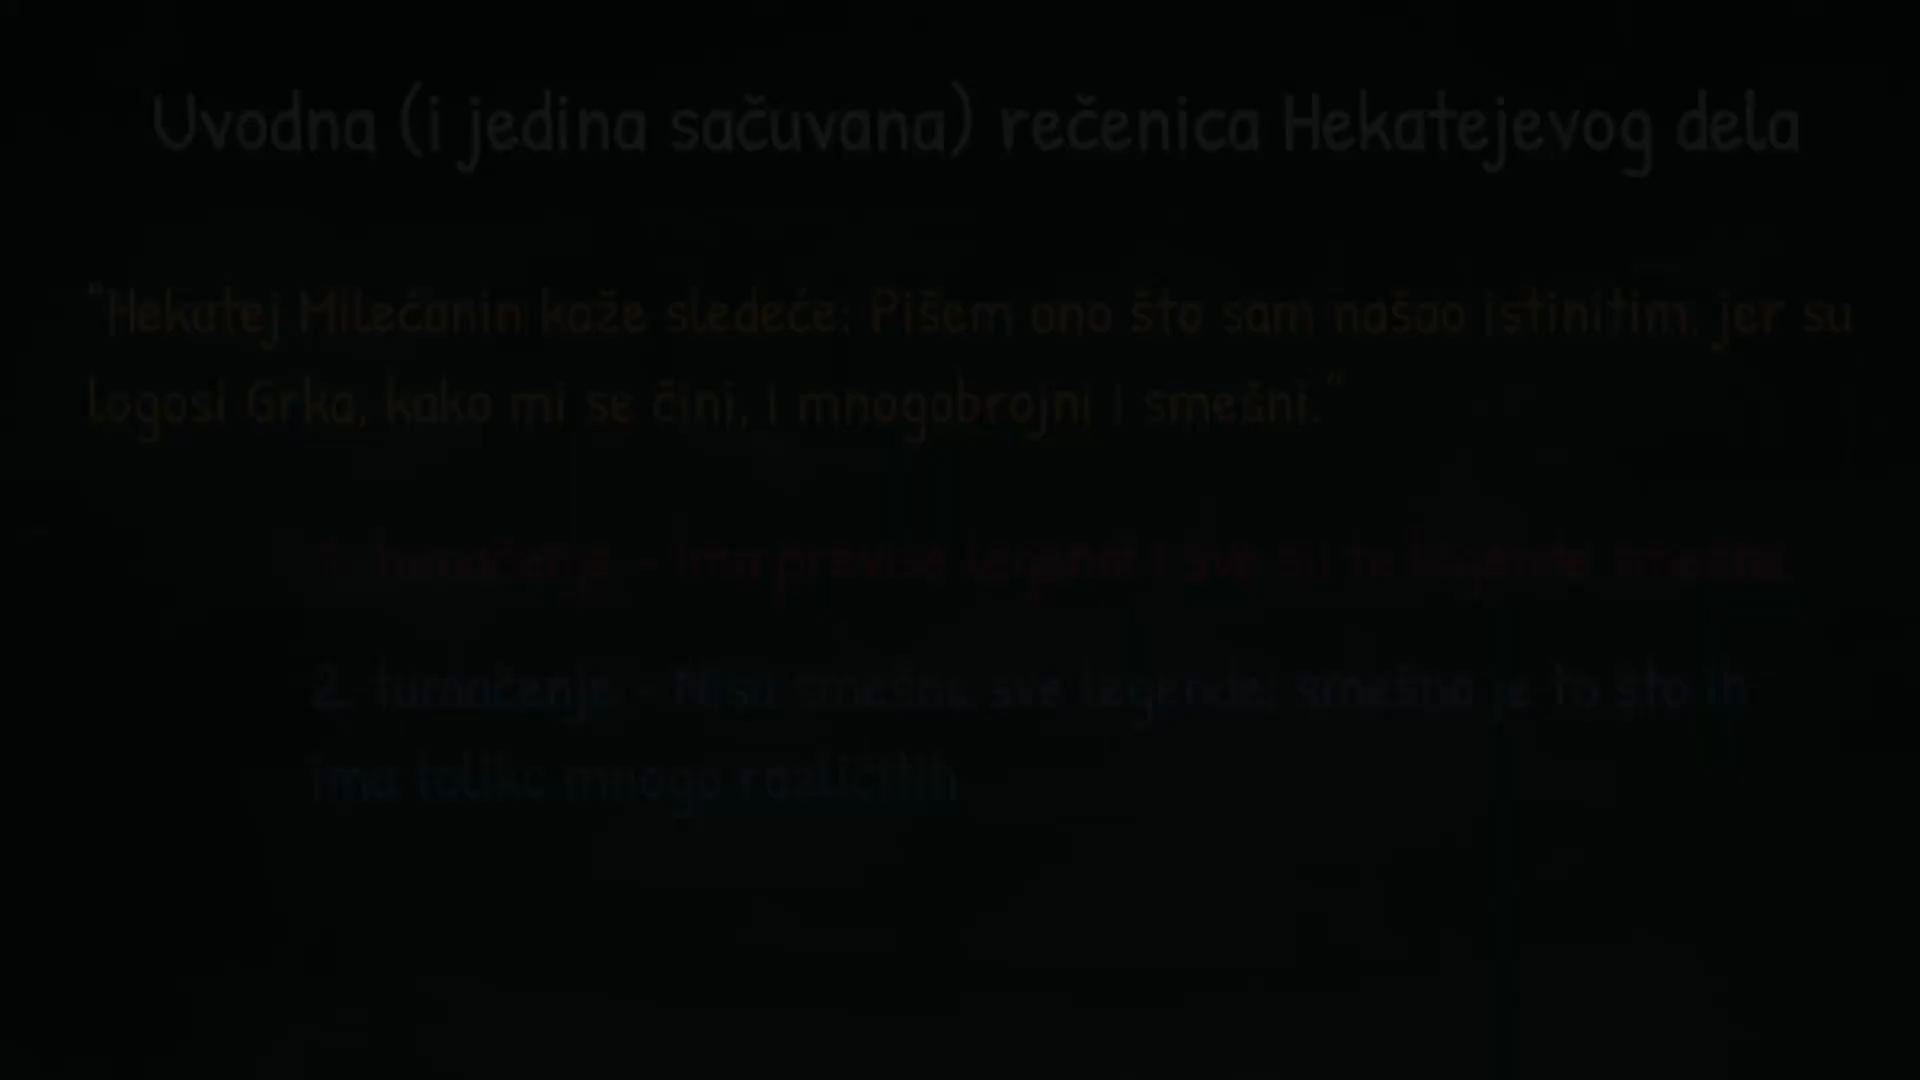 Uvodna (i jedina sačuvana) rečenica Hekatejevog dela
"Hekatej Milećanin kaže sledeće: Pišem ono što sam našao istinitim, jer su
logosi Grka, kako mi se čini, i mnogobrojni i smešni."
1. tumačenje - Ima previše legendi i sve su te legende smešne
2. tumačenje - Nisu smešne sve legende; smešno je to što ih
ima toliko mnogo različitih